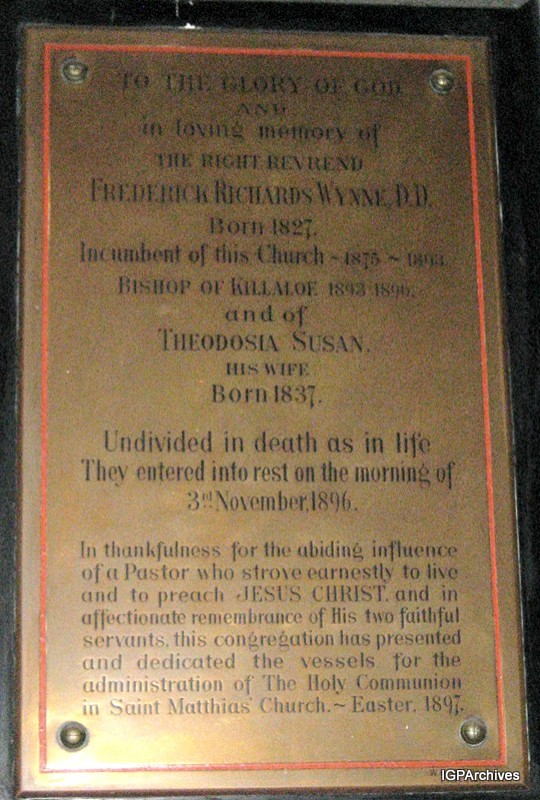 TO THE GLORY OF GOD
AND
in loving memory of
THE RIGHT REVREND
FREDERICK RICHARDS WYNNE, D.D.
Born 1827.
Incumbent of this Church ~ 1875 ~ 1893.
BISHOP OF KILLALOE 1893-1896.
and of
THEODOSIA SUSAN.
HIS WIFE
Born 1837.
Undivided in death as in life
They entered into rest on the morning of
3rd November, 1896.
In thankfulness for the abiding influence
of a Pastor who strove earnestly to live
and to preach JESUS CHRIST, and in
affectionate remembrance of His two faithful
servants, this congregation has presented
and dedicated the vessels for the
administration of The Holy Communion
in Saint Matthias' Church. ~ Easter, 1897.
IGPArchives